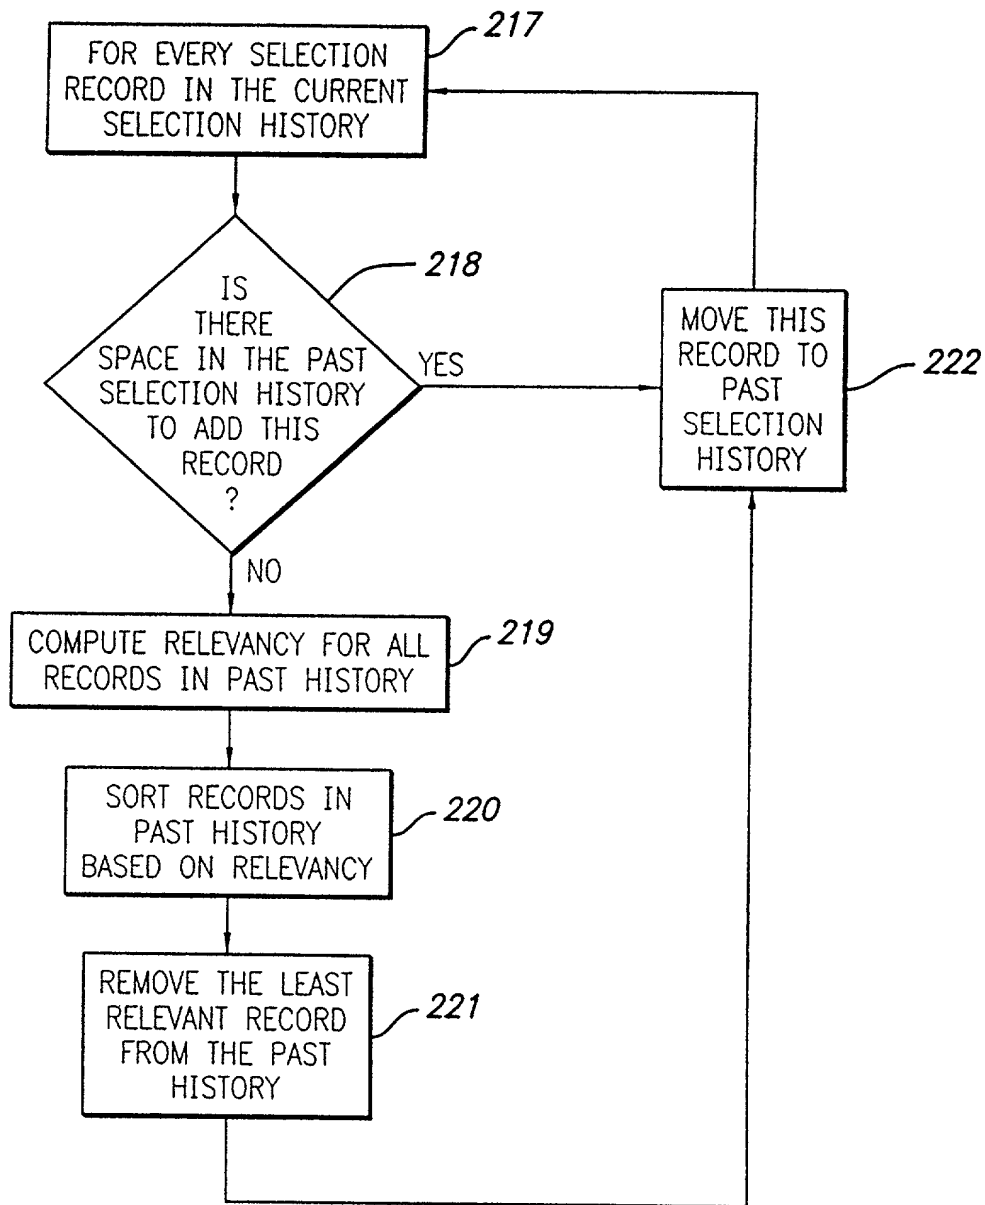 217
FOR EVERY SELECTION
RECORD IN THE CURRENT
SELECTION HISTORY
218
IS
THERE
SPACE IN THE PAST
SELECTION HISTORY
TO ADD THIS
RECORD
?
YES
MOVE THIS
RECORD TO
PAST
SELECTION
HISTORY
222
NO
COMPUTE RELEVANCY FOR ALL
RECORDS IN PAST HISTORY
219
SORT RECORDS IN
PAST HISTORY
BASED ON RELEVANCY
220
REMOVE THE LEAST
RELEVANT RECORD
FROM THE PAST
HISTORY
221